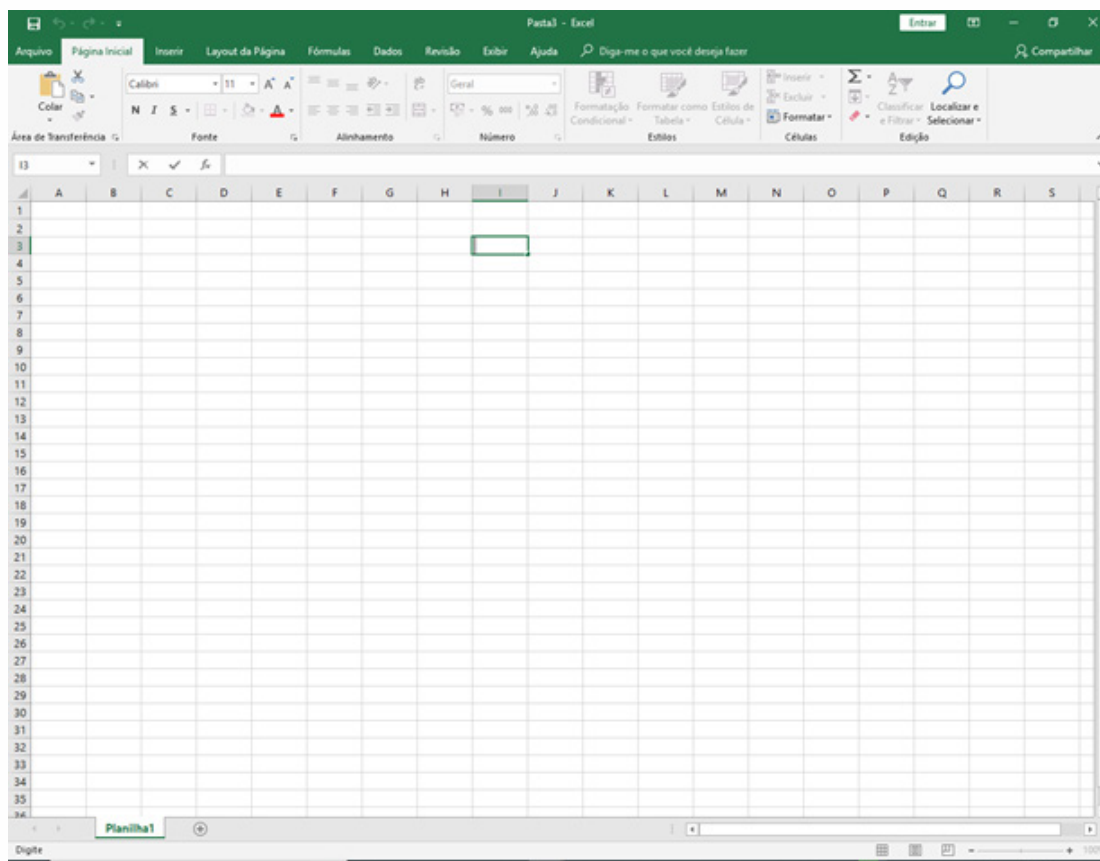 Pasta3 - Excel
Entrar
Arquivo Página Inicial Inserir Layout da Página Fórmulas Dados Revisão Exibir Ajuda Diga-me o que você deseja fazer Compartilhar
Colar
Área de Transferência
Calibri 11 A A
N I S A
Fonte
Alinhamento
Geral
% 000
Número
Formatação Condicional
Formatar como Tabela
Estilos de Célula
Estilos
Inserir
Excluir
Formatar
Células
Σ
Classificar e Filtrar
Localizar e Selecionar
Edição
I3 fx
A B C D E F G H I J K L M N O P Q R S
1
2
3
4
5
6
7
8
9
10
11
12
13
14
15
16
17
18
19
20
21
22
23
24
25
26
27
28
29
30
31
32
33
34
35
36
Planilha1
Digite